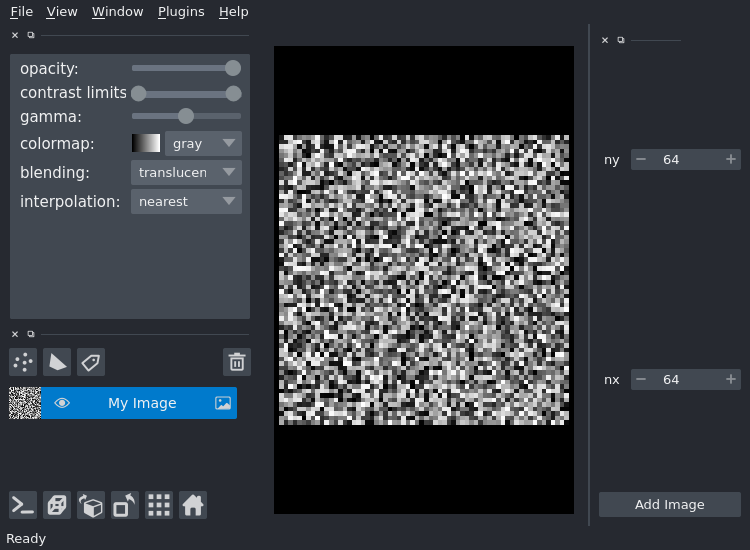 File View Window Plugins Help
opacity:
contrast limits
gamma:
colormap: gray
blending: translucen
interpolation: nearest
My Image
ny 64
nx 64
Add Image
Ready